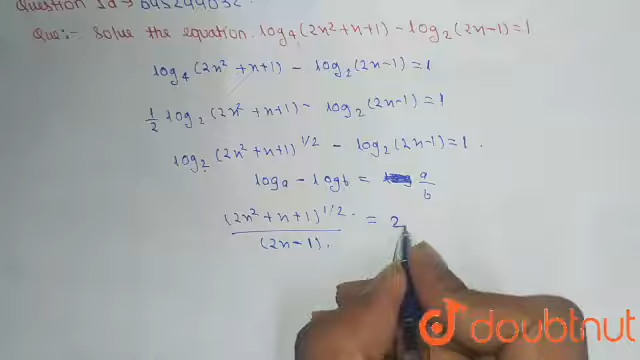 Question Id → 645244032.
Que:- Solve the equation. log₄(2x²+x+1) - log₂(2x-1) = 1
log₄(2x²+x+1) - log₂(2x-1) = 1
1/2 log₂(2x²+x+1) - log₂(2x-1) = 1
log₂(2x²+x+1)^1/2 - log₂(2x-1) = 1.
log a - log b = a/b
(2x²+x+1)^1/2 / (2x-1) = 2
doubtnut